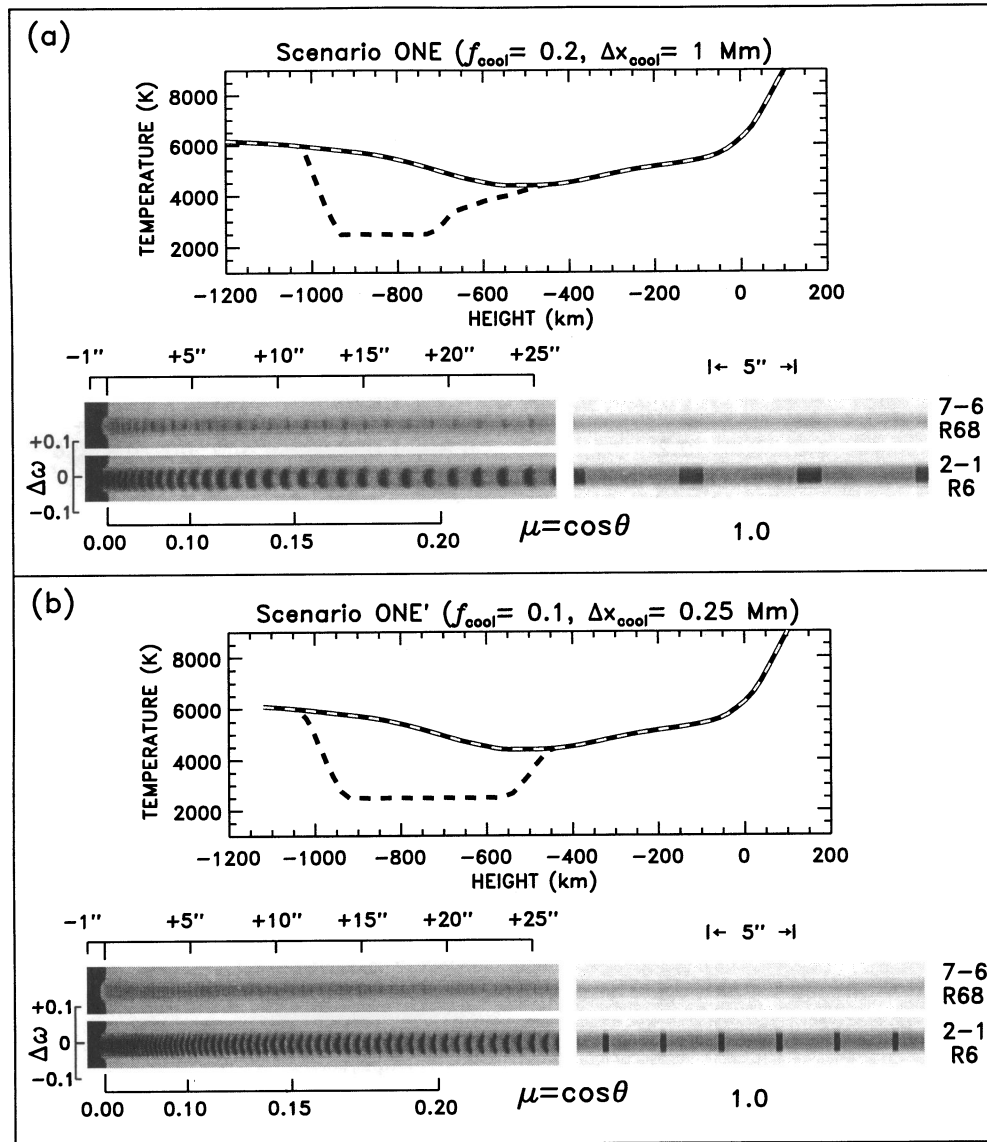 (a)
Scenario ONE (fcool= 0.2, Δxcool= 1 Mm)
TEMPERATURE (K)
8000
6000
4000
2000
−1200 −1000 −800 −600 −400 −200 0 200
HEIGHT (km)
−1″ +5″ +10″ +15″ +20″ +25″
|← 5″ →|
7−6
R68
2−1
R6
Δω
+0.1
0
−0.1
0.00 0.10 0.15 0.20
μ=cosθ 1.0
(b)
Scenario ONE' (fcool= 0.1, Δxcool= 0.25 Mm)
TEMPERATURE (K)
8000
6000
4000
2000
−1200 −1000 −800 −600 −400 −200 0 200
HEIGHT (km)
−1″ +5″ +10″ +15″ +20″ +25″
|← 5″ →|
7−6
R68
2−1
R6
Δω
+0.1
0
−0.1
0.00 0.10 0.15 0.20
μ=cosθ 1.0